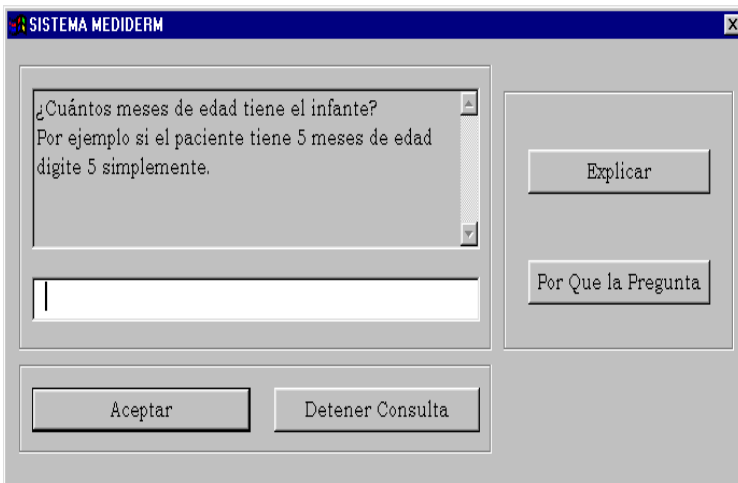 SISTEMA MEDIDERM
¿Cuántos meses de edad tiene el infante?
Por ejemplo si el paciente tiene 5 meses de edad
digite 5 simplemente.
Explicar
Por Que la Pregunta
Aceptar
Detener Consulta